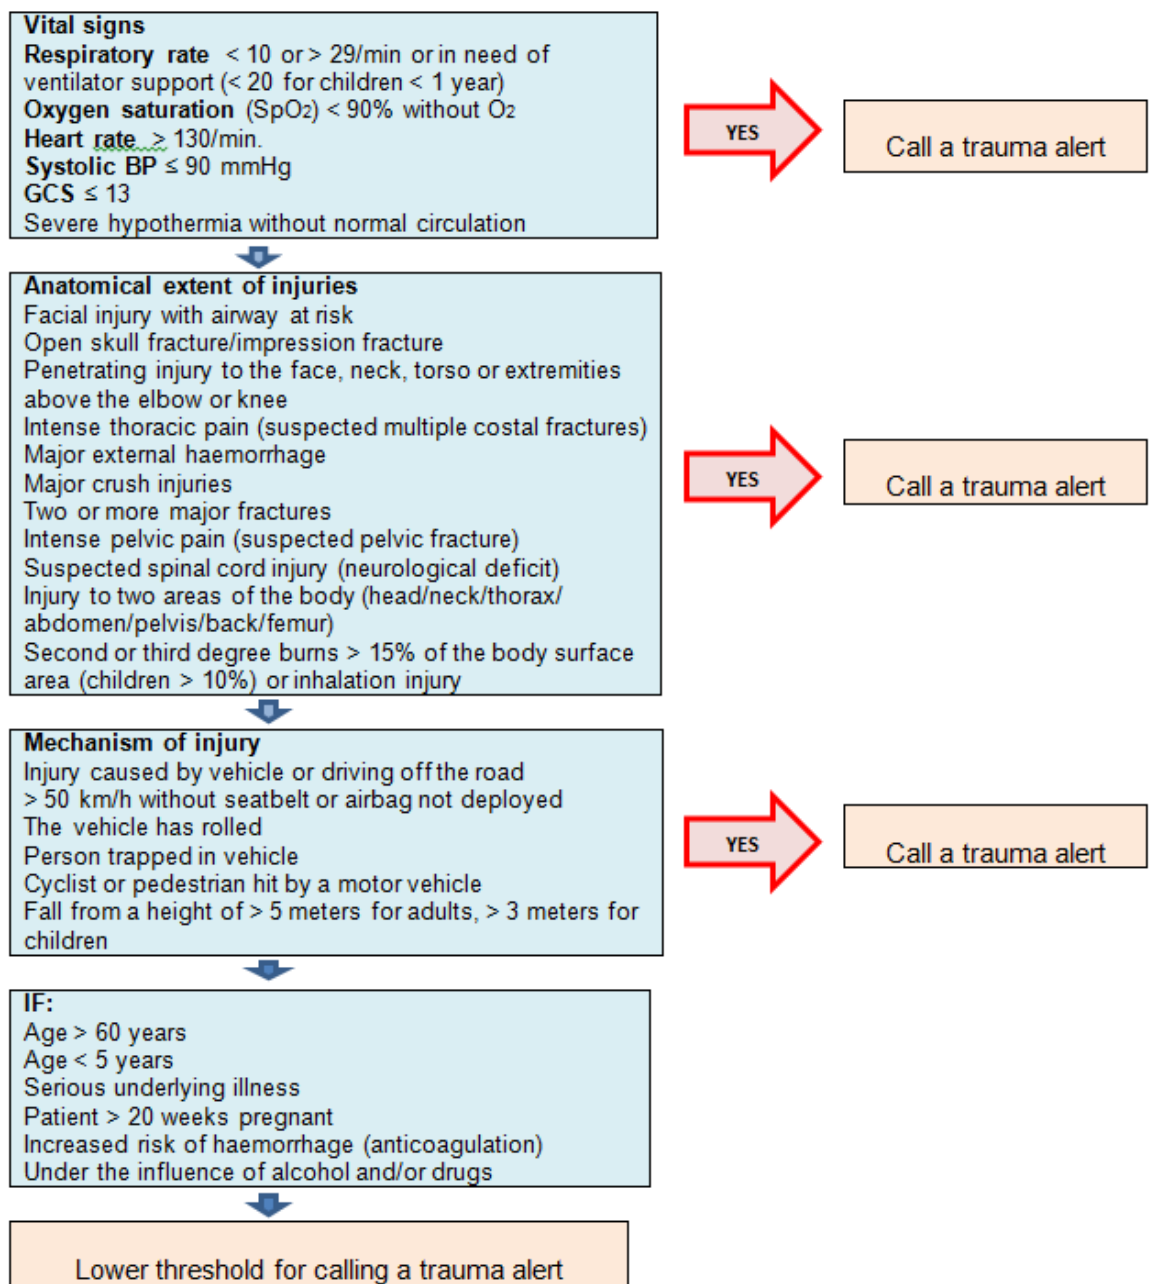 Vital signs
Respiratory rate < 10 or > 29/min or in need of
ventilator support (< 20 for children < 1 year)
Oxygen saturation (SpO2) < 90% without O2
Heart rate > 130/min.
Systolic BP ≤ 90 mmHg
GCS ≤ 13
Severe hypothermia without normal circulation
YES
Call a trauma alert
Anatomical extent of injuries
Facial injury with airway at risk
Open skull fracture/impression fracture
Penetrating injury to the face, neck, torso or extremities
above the elbow or knee
Intense thoracic pain (suspected multiple costal fractures)
Major external haemorrhage
Major crush injuries
Two or more major fractures
Intense pelvic pain (suspected pelvic fracture)
Suspected spinal cord injury (neurological deficit)
Injury to two areas of the body (head/neck/thorax/
abdomen/pelvis/back/femur)
Second or third degree burns > 15% of the body surface
area (children > 10%) or inhalation injury
YES
Call a trauma alert
Mechanism of injury
Injury caused by vehicle or driving off the road
> 50 km/h without seatbelt or airbag not deployed
The vehicle has rolled
Person trapped in vehicle
Cyclist or pedestrian hit by a motor vehicle
Fall from a height of > 5 meters for adults, > 3 meters for
children
YES
Call a trauma alert
IF:
Age > 60 years
Age < 5 years
Serious underlying illness
Patient > 20 weeks pregnant
Increased risk of haemorrhage (anticoagulation)
Under the influence of alcohol and/or drugs
Lower threshold for calling a trauma alert